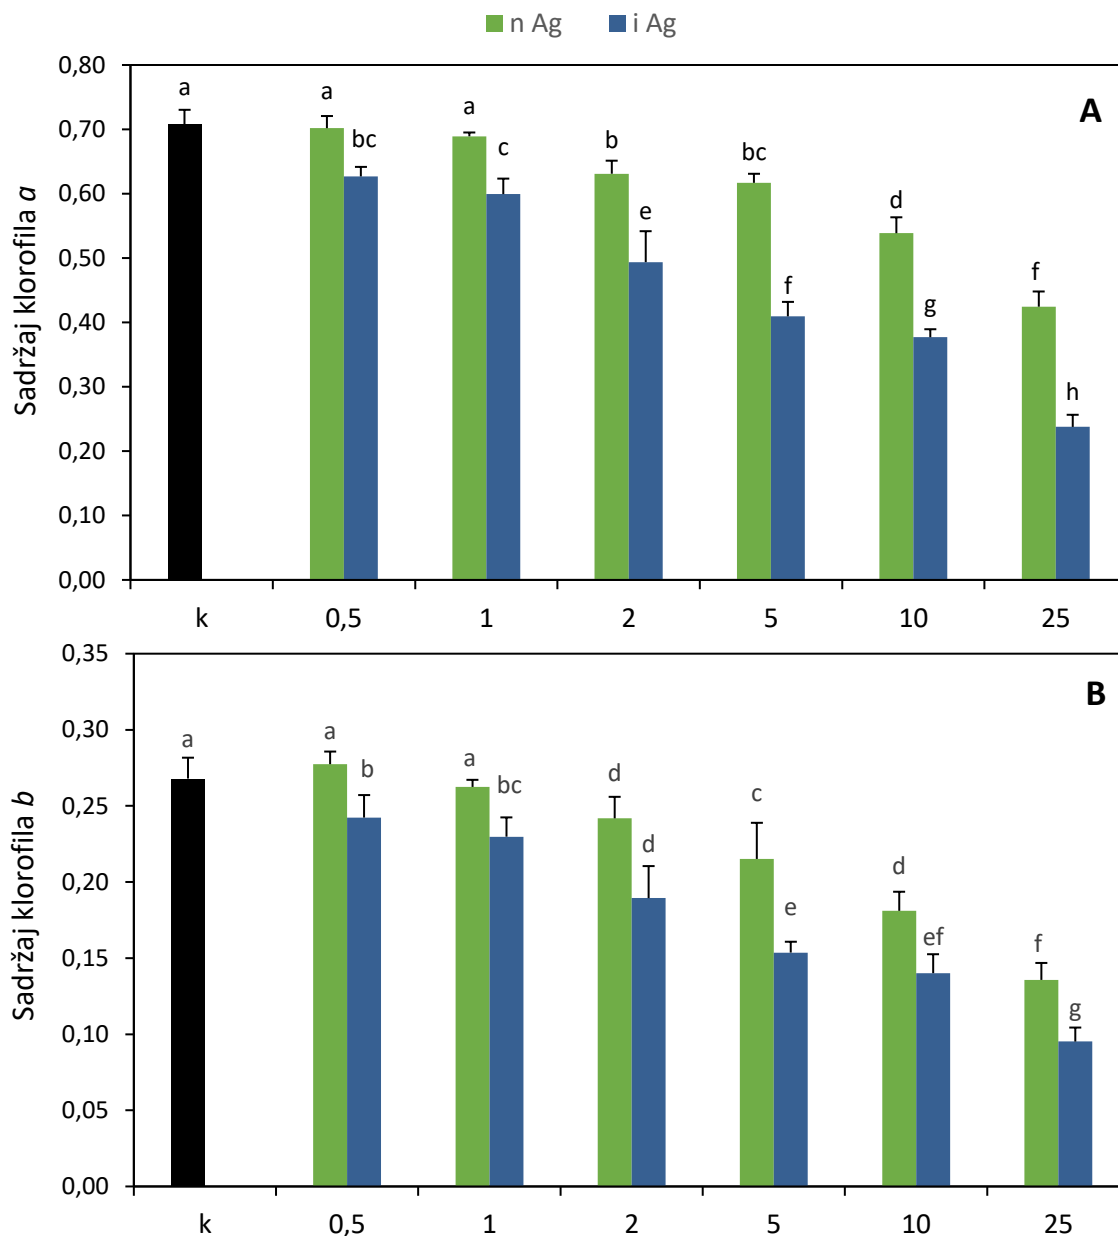 n Ag i Ag
0,80
0,70
0,60
0,50
0,40
0,30
0,20
0,10
0,00
Sadržaj klorofila a
A
a
a
bc
a
c
b
e
bc
f
d
g
f
h
k 0,5 1 2 5 10 25
0,35
0,30
0,25
0,20
0,15
0,10
0,05
0,00
Sadržaj klorofila b
B
a
a
b
a
bc
d
d
c
e
d
ef
f
g
k 0,5 1 2 5 10 25